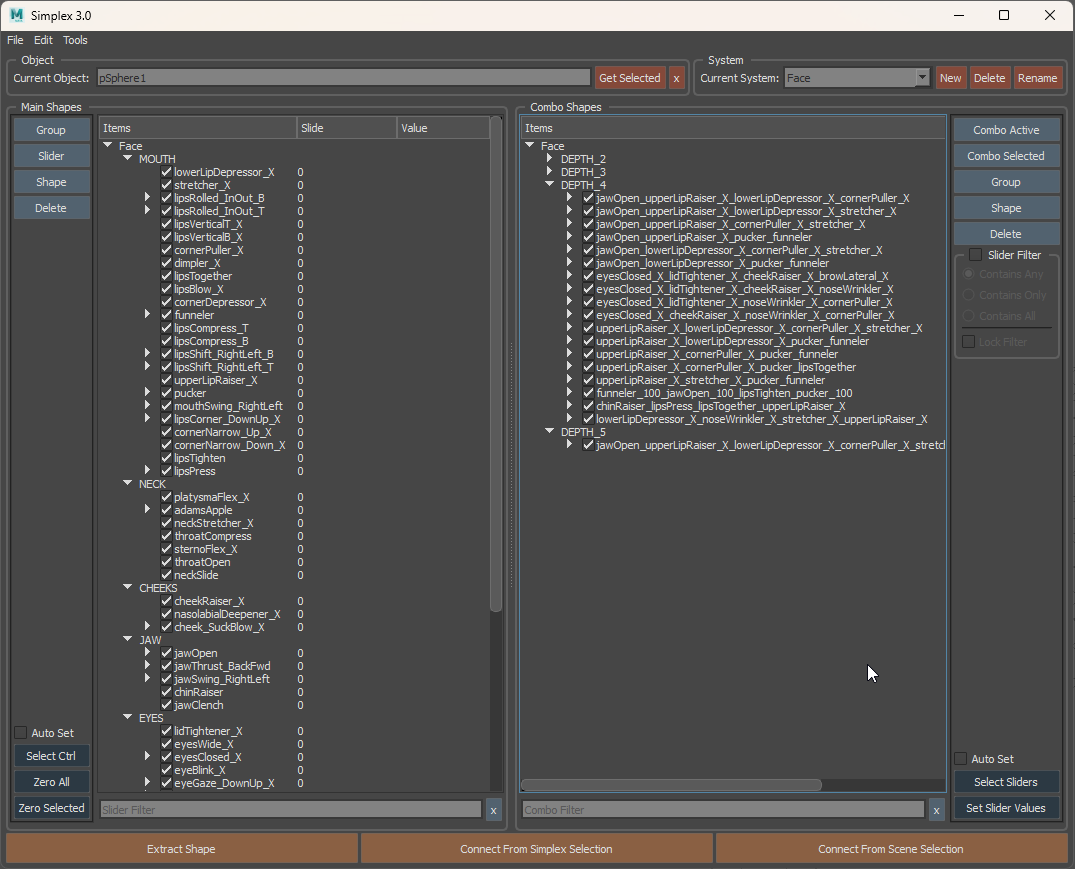 Simplex 3.0
File Edit Tools
Object
Current Object: pSphere1 Get Selected x
System
Current System: Face New Delete Rename
Main Shapes
Group
Slider
Shape
Delete
Items Slide Value
Face
MOUTH
lowerLipDepressor_X 0
stretcher_X 0
lipsRolled_InOut_B 0
lipsRolled_InOut_T 0
lipsVerticalT_X 0
lipsVerticalB_X 0
cornerPuller_X 0
dimpler_X 0
lipsTogether 0
lipsBlow_X 0
cornerDepressor_X 0
funneler 0
lipsCompress_T 0
lipsCompress_B 0
lipsShift_RightLeft_B 0
lipsShift_RightLeft_T 0
upperLipRaiser_X 0
pucker 0
mouthSwing_RightLeft 0
lipsCorner_DownUp_X 0
cornerNarrow_Up_X 0
cornerNarrow_Down_X 0
lipsTighten 0
lipsPress 0
NECK
platysmaFlex_X 0
adamsApple 0
neckStretcher_X 0
throatCompress 0
sternoFlex_X 0
throatOpen 0
neckSlide 0
CHEEKS
cheekRaiser_X 0
nasolabialDeepener_X 0
cheek_SuckBlow_X 0
JAW
jawOpen 0
jawThrust_BackFwd 0
jawSwing_RightLeft 0
chinRaiser 0
jawClench 0
EYES
lidTightener_X 0
eyesWide_X 0
eyesClosed_X 0
eyeBlink_X 0
eyeGaze_DownUp_X 0
Auto Set
Select Ctrl
Zero All
Zero Selected
Slider Filter x
Combo Shapes
Items
Face
DEPTH_2
DEPTH_3
DEPTH_4
jawOpen_upperLipRaiser_X_lowerLipDepressor_X_cornerPuller_X
jawOpen_upperLipRaiser_X_lowerLipDepressor_X_stretcher_X
jawOpen_upperLipRaiser_X_cornerPuller_X_stretcher_X
jawOpen_upperLipRaiser_X_pucker_funneler
jawOpen_lowerLipDepressor_X_cornerPuller_X_stretcher_X
jawOpen_lowerLipDepressor_X_pucker_funneler
eyesClosed_X_lidTightener_X_cheekRaiser_X_browLateral_X
eyesClosed_X_lidTightener_X_cheekRaiser_X_noseWrinkler_X
eyesClosed_X_lidTightener_X_noseWrinkler_X_cornerPuller_X
eyesClosed_X_cheekRaiser_X_noseWrinkler_X_cornerPuller_X
upperLipRaiser_X_lowerLipDepressor_X_cornerPuller_X_stretcher_X
upperLipRaiser_X_lowerLipDepressor_X_pucker_funneler
upperLipRaiser_X_cornerPuller_X_pucker_funneler
upperLipRaiser_X_cornerPuller_X_pucker_lipsTogether
upperLipRaiser_X_stretcher_X_pucker_funneler
funneler_100_jawOpen_100_lipsTighten_pucker_100
chinRaiser_lipsPress_lipsTogether_upperLipRaiser_X
lowerLipDepressor_X_noseWrinkler_X_stretcher_X_upperLipRaiser_X
DEPTH_5
jawOpen_upperLipRaiser_X_lowerLipDepressor_X_cornerPuller_X_stretcl
Combo Filter x
Combo Active
Combo Selected
Group
Shape
Delete
Slider Filter
Contains Any
Contains Only
Contains All
Lock Filter
Auto Set
Select Sliders
Set Slider Values
Extract Shape
Connect From Simplex Selection
Connect From Scene Selection